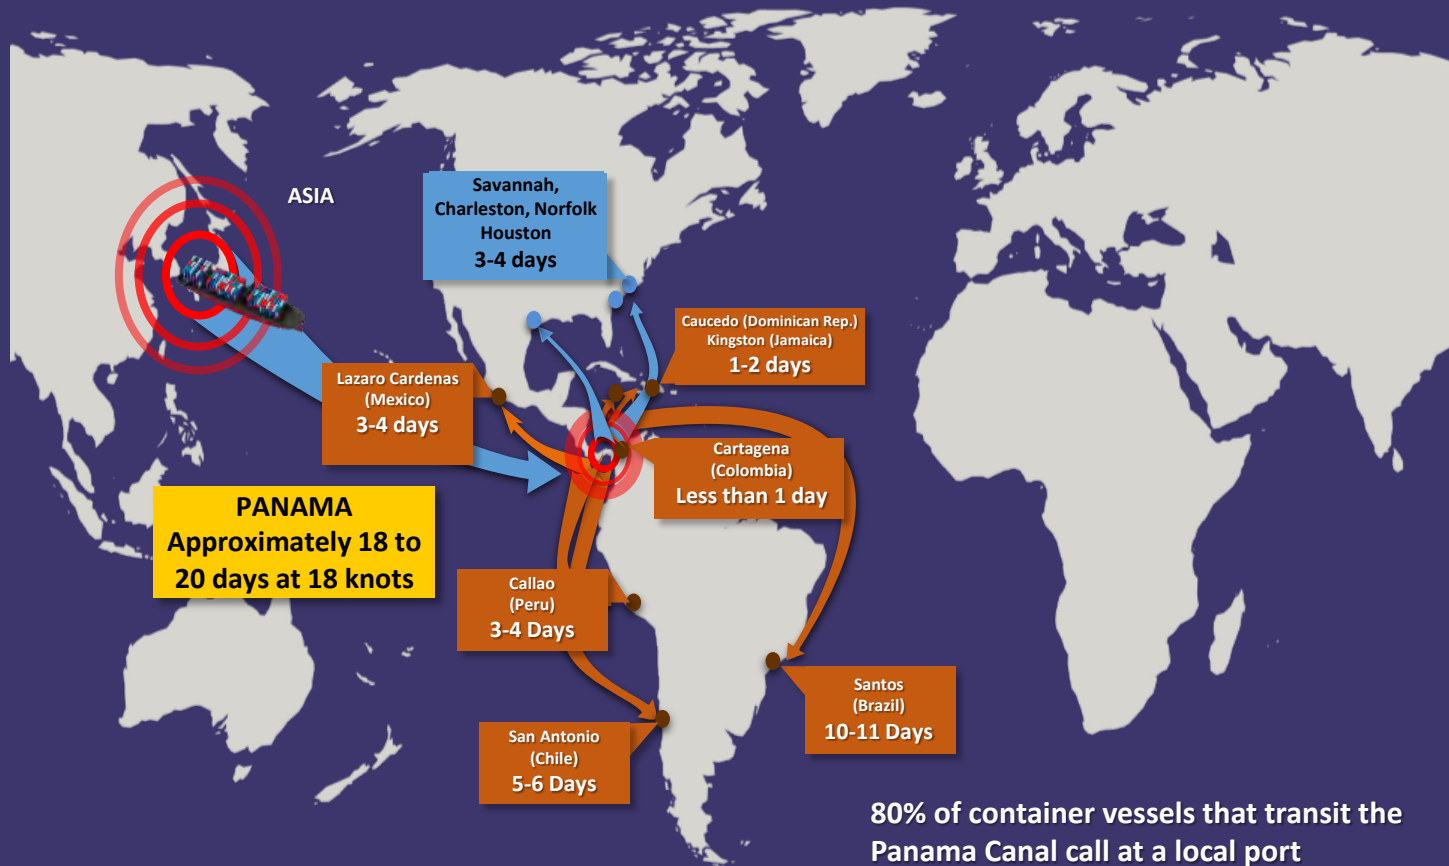 ASIA
Savannah,
Charleston, Norfolk
Houston
3-4 days
Caucedo (Dominican Rep.)
Kingston (Jamaica)
1-2 days
Lazaro Cardenas
(Mexico)
3-4 days
Cartagena
(Colombia)
Less than 1 day
PANAMA
Approximately 18 to
20 days at 18 knots
Callao
(Peru)
3-4 Days
Santos
(Brazil)
10-11 Days
San Antonio
(Chile)
5-6 Days
80% of container vessels that transit the
Panama Canal call at a local port